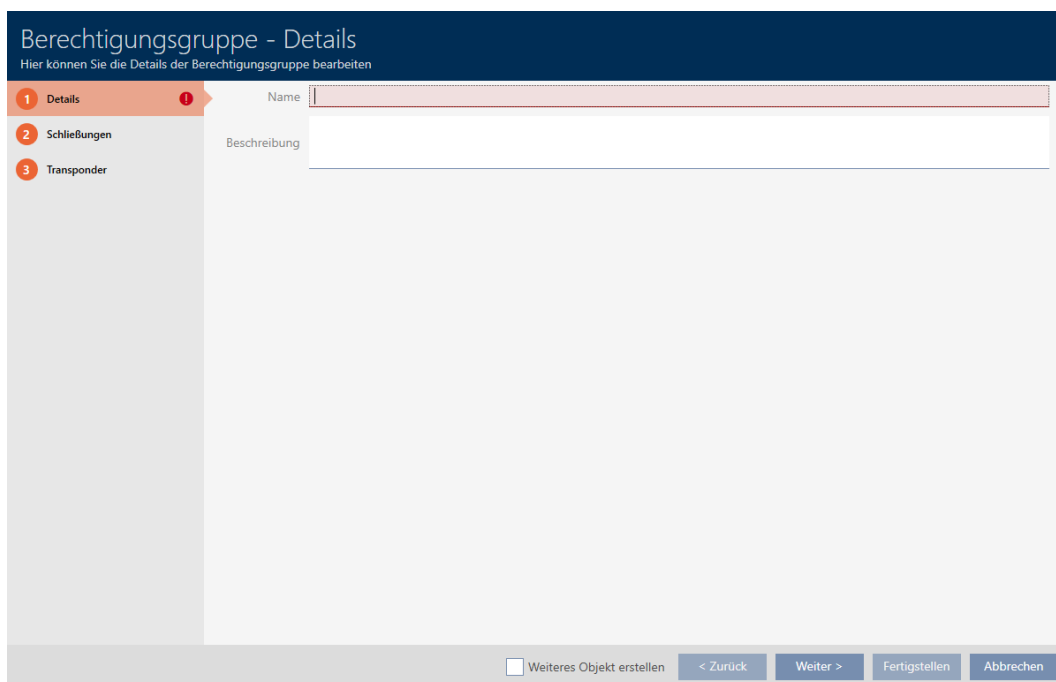 Berechtigungsgruppe - Details
Hier können Sie die Details der Berechtigungsgruppe bearbeiten
1 Details !
2 Schließungen
3 Transponder
Name
Beschreibung
Weiteres Objekt erstellen < Zurück Weiter > Fertigstellen Abbrechen